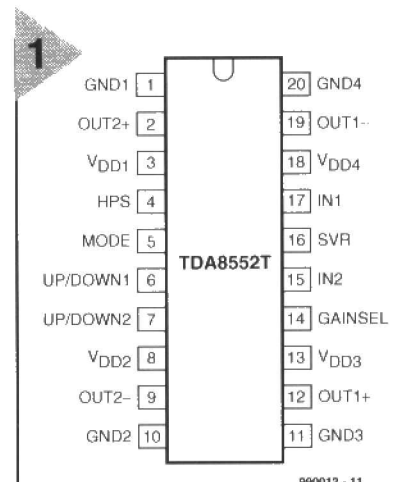 1
GND1 1
OUT2+ 2
VDD1 3
HPS 4
MODE 5
UP/DOWN1 6
UP/DOWN2 7
VDD2 8
OUT2– 9
GND2 10
TDA8552T
20 GND4
19 OUT1–
18 VDD4
17 IN1
16 SVR
15 IN2
14 GAINSEL
13 VDD3
12 OUT1+
11 GND3